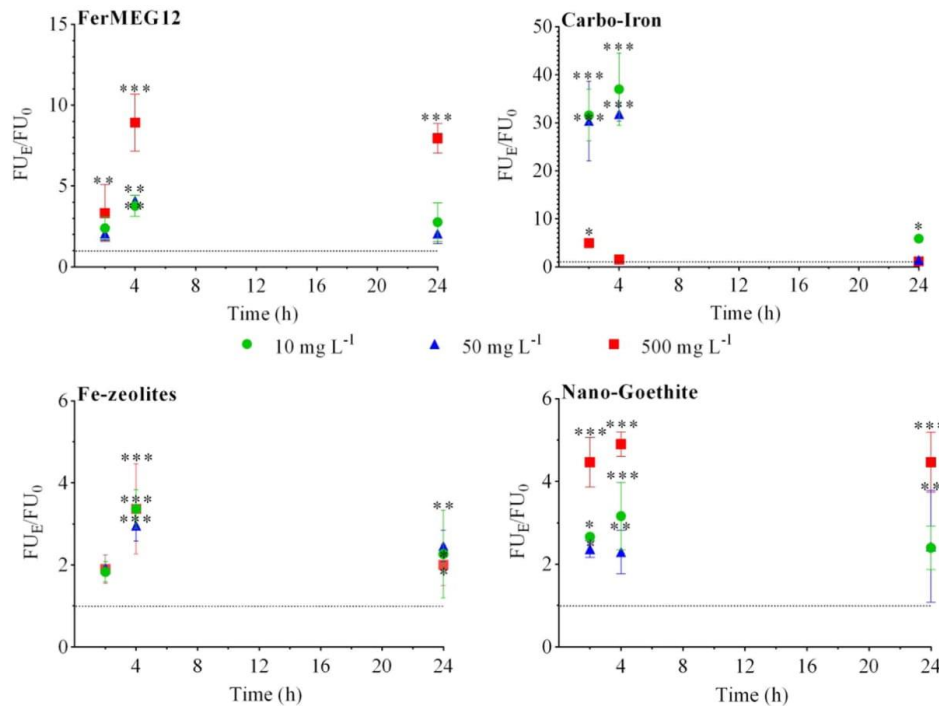 FerMEG12
15
***
10
***
FU_E/FU_0
**
**
5
**
0
4 8 12 16 20 24
Time (h)
Carbo-Iron
50
***
40
***
***
***
30
FU_E/FU_0
20
10
*
*
0
4 8 12 16 20 24
Time (h)
10 mg L^-1 50 mg L^-1 500 mg L^-1
Fe-zeolites
6
***
4
***
***
**
FU_E/FU_0
*
*
2
0
4 8 12 16 20 24
Time (h)
Nano-Goethite
6
***
***
***
4
***
**
*
**
*
FU_E/FU_0
2
0
4 8 12 16 20 24
Time (h)